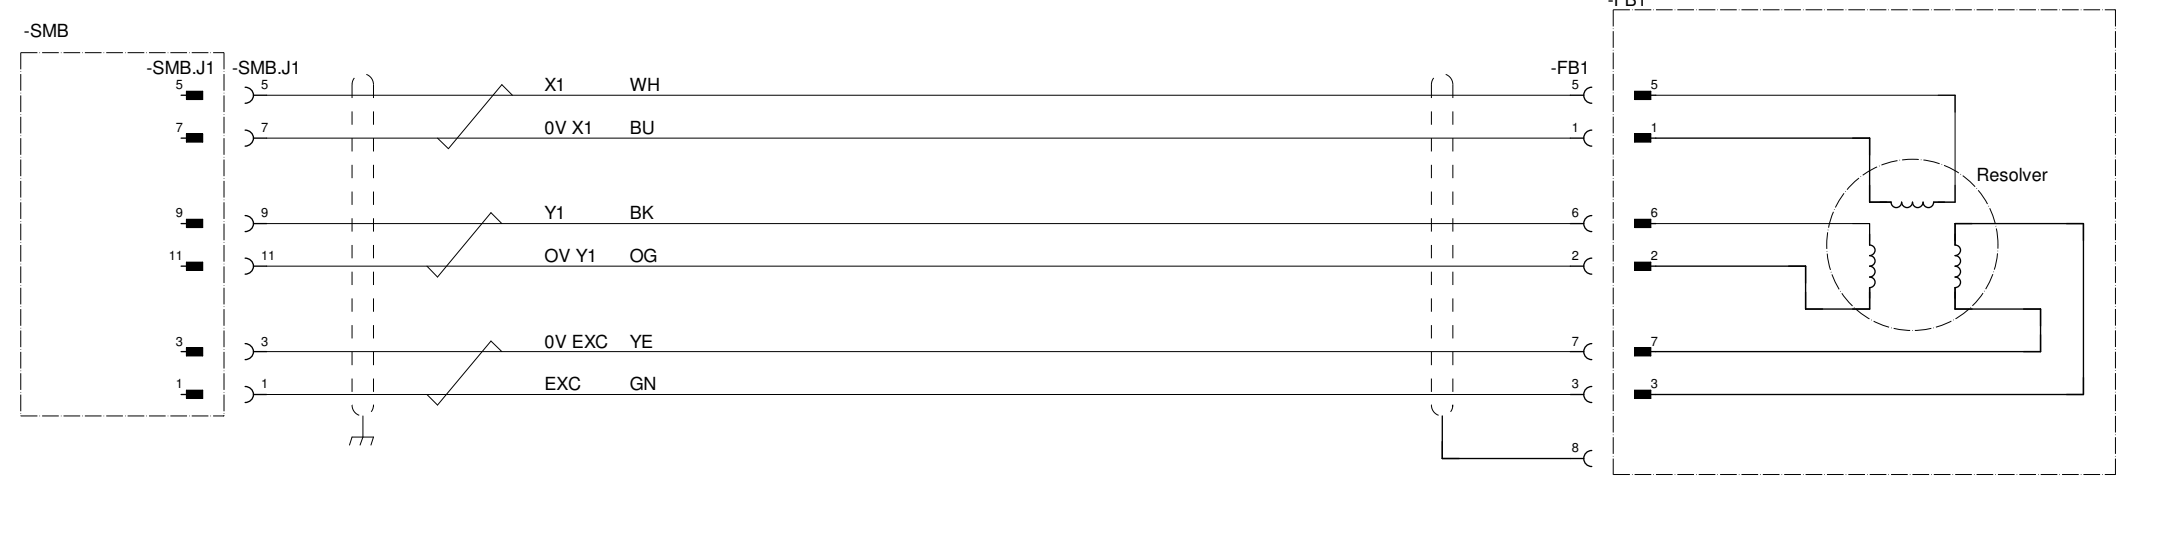 -FB1
-SMB
-SMB.J1 -SMB.J1 -FB1
5 5 X1 WH 5 5
7 7 0V X1 BU 1 1
Resolver
9 9 Y1 BK 6 6
11 11 OV Y1 OG 2 2
3 3 0V EXC YE 7 7
1 1 EXC GN 3 3
8